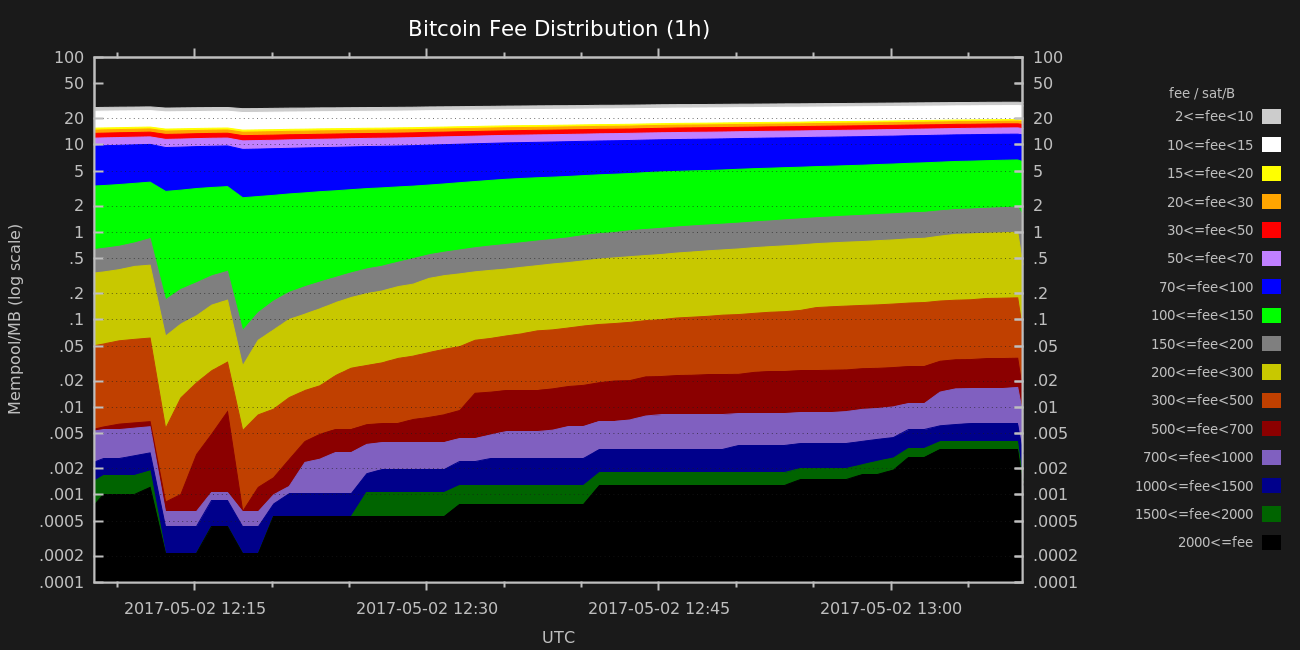 Bitcoin Fee Distribution (1h)
Mempool/MB (log scale)
100
50
20
10
5
2
1
.5
.2
.1
.05
.02
.01
.005
.002
.001
.0005
.0002
.0001
100
50
20
10
5
2
1
.5
.2
.1
.05
.02
.01
.005
.002
.001
.0005
.0002
.0001
2017-05-02 12:15
2017-05-02 12:30
2017-05-02 12:45
2017-05-02 13:00
UTC
fee / sat/B
2<=fee<10
10<=fee<15
15<=fee<20
20<=fee<30
30<=fee<50
50<=fee<70
70<=fee<100
100<=fee<150
150<=fee<200
200<=fee<300
300<=fee<500
500<=fee<700
700<=fee<1000
1000<=fee<1500
1500<=fee<2000
2000<=fee